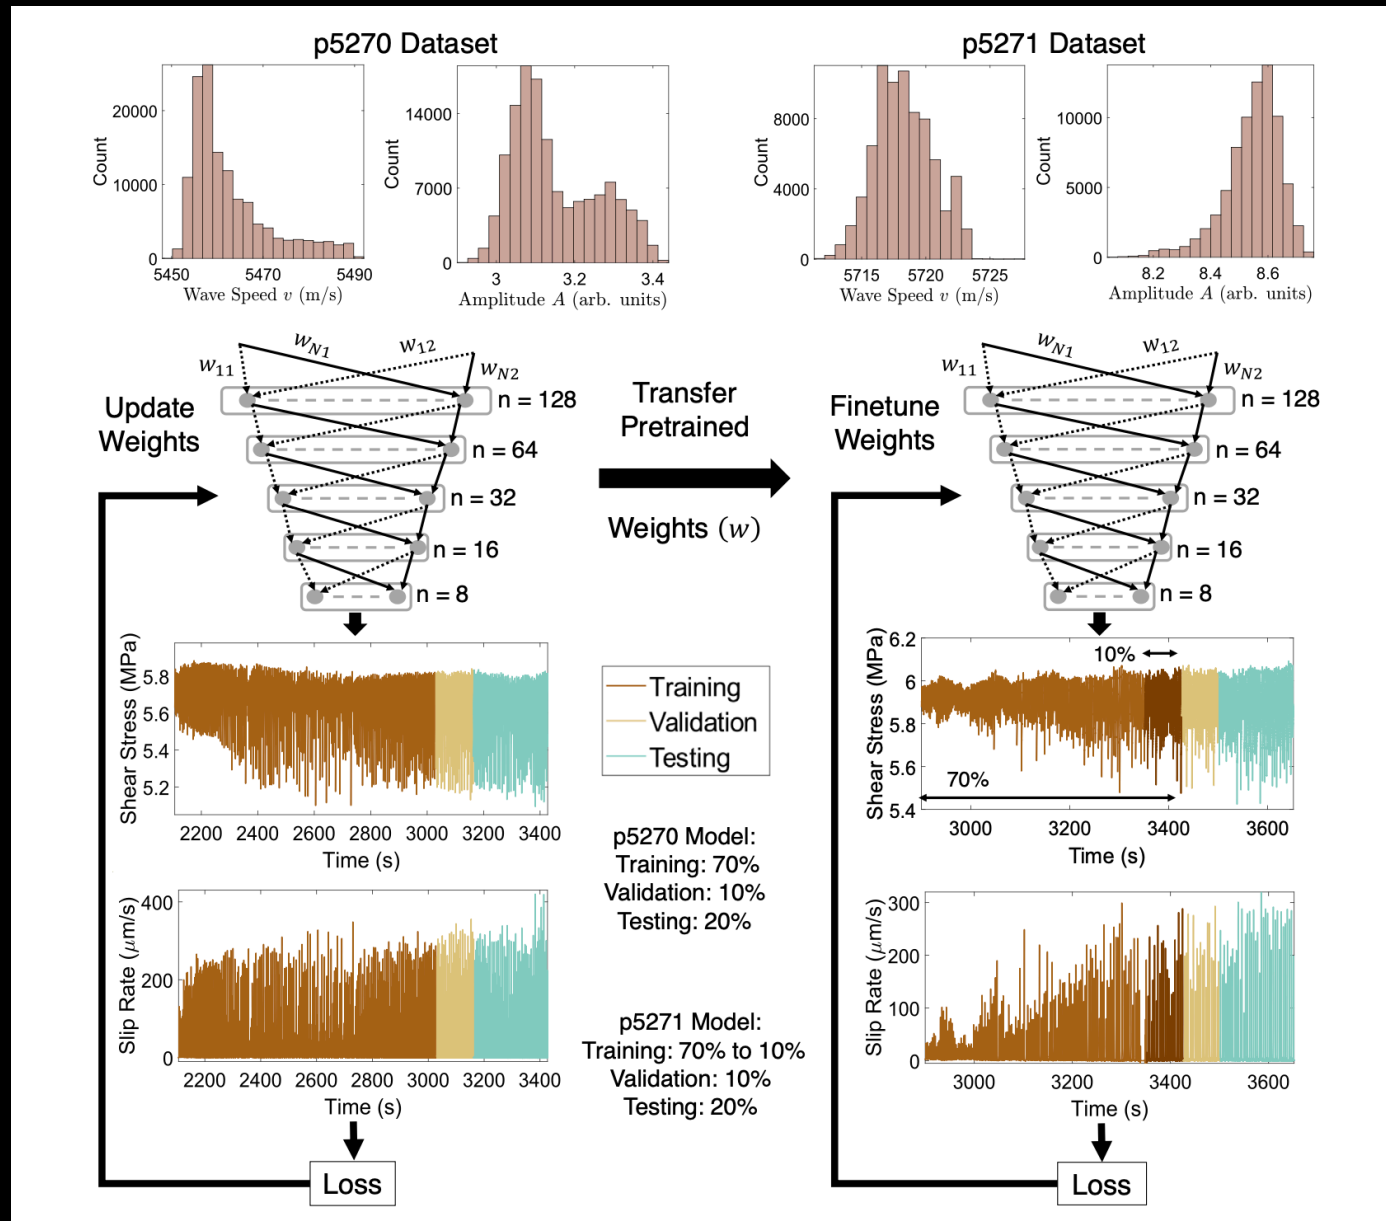 p5270 Dataset
p5271 Dataset
20000
10000
0
Count
5450
5470
5490
Wave Speed v (m/s)
14000
7000
0
Count
3
3.2
3.4
Amplitude A (arb. units)
8000
4000
0
Count
5715
5720
5725
Wave Speed v (m/s)
10000
5000
0
Count
8.2
8.4
8.6
Amplitude A (arb. units)
w11
wN1
w12
wN2
Update
Weights
n = 128
n = 64
n = 32
n = 16
n = 8
Transfer
Pretrained
Weights (w)
w11
wN1
w12
wN2
Finetune
Weights
n = 128
n = 64
n = 32
n = 16
n = 8
Shear Stress (MPa)
5.8
5.6
5.4
5.2
2200 2400 2600 2800 3000 3200 3400
Time (s)
Training
Validation
Testing
Shear Stress (MPa)
6.2
6
5.8
5.6
5.4
10%
70%
3000 3200 3400 3600
Time (s)
p5270 Model:
Training: 70%
Validation: 10%
Testing: 20%
Slip Rate (μm/s)
400
200
0
2200 2400 2600 2800 3000 3200 3400
Time (s)
p5271 Model:
Training: 70% to 10%
Validation: 10%
Testing: 20%
Slip Rate (μm/s)
300
200
100
0
3000 3200 3400 3600
Time (s)
Loss
Loss